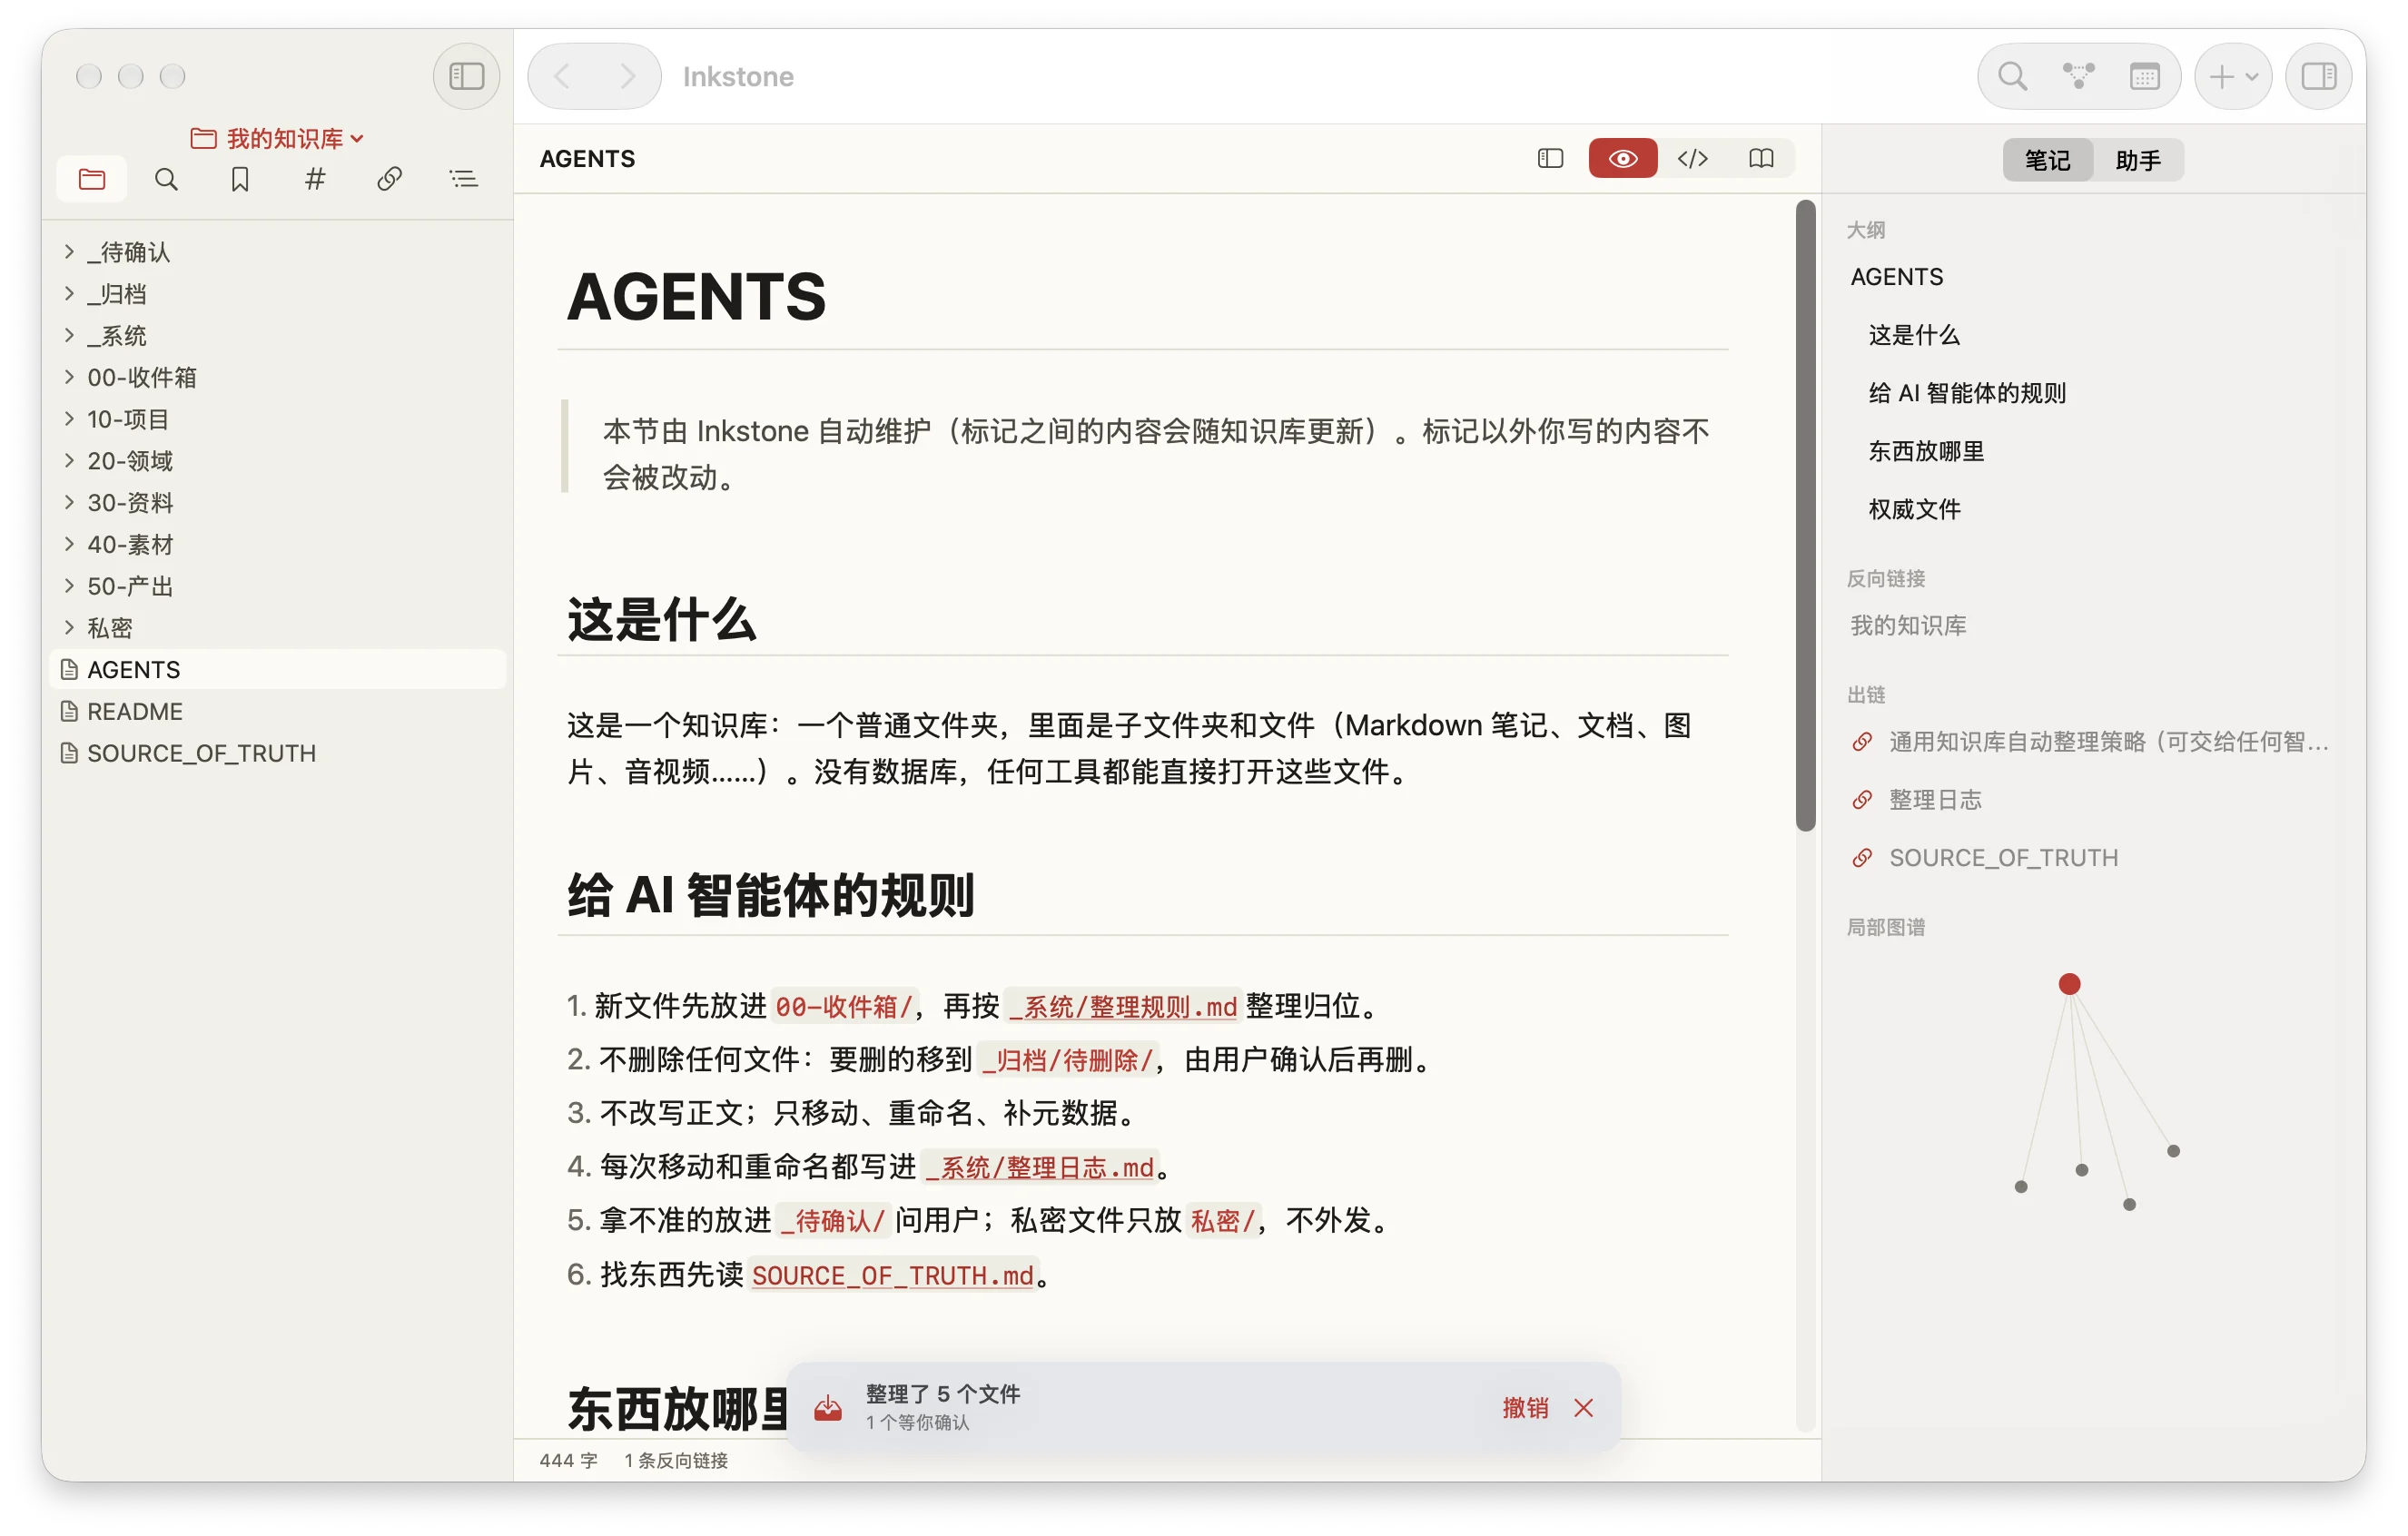 Inkstone
我的知识库
_待确认
_归档
_系统
00-收件箱
10-项目
20-领域
30-资料
40-素材
50-产出
私密
AGENTS
README
SOURCE_OF_TRUTH
AGENTS
AGENTS
本节由 Inkstone 自动维护（标记之间的内容会随知识库更新）。标记以外你写的内容不
会被改动。
这是什么
这是一个知识库：一个普通文件夹，里面是子文件夹和文件（Markdown 笔记、文档、图
片、音视频……）。没有数据库，任何工具都能直接打开这些文件。
给 AI 智能体的规则
1. 新文件先放进 00-收件箱/，再按 _系统/整理规则.md 整理归位。
2. 不删除任何文件：要删的移到 _归档/待删除/，由用户确认后再删。
3. 不改写正文；只移动、重命名、补元数据。
4. 每次移动和重命名都写进 _系统/整理日志.md。
5. 拿不准的放进 _待确认/ 问用户；私密文件只放 私密/，不外发。
6. 找东西先读 SOURCE_OF_TRUTH.md。
东西放哪里
整理了 5 个文件
1 个等你确认
撤销
444 字 1 条反向链接
笔记 助手
大纲
AGENTS
这是什么
给 AI 智能体的规则
东西放哪里
权威文件
反向链接
我的知识库
出链
通用知识库自动整理策略（可交给任何智...
整理日志
SOURCE_OF_TRUTH
局部图谱